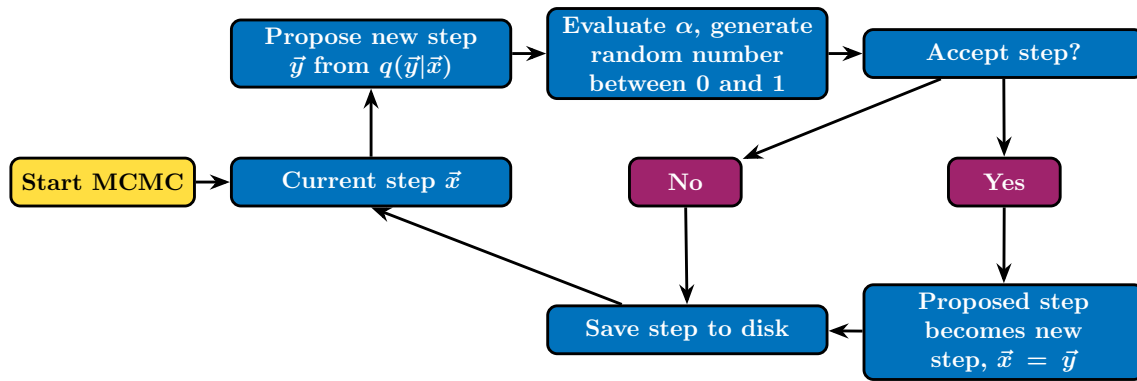 Propose new step
y⃗ from q(y⃗|x⃗)
Evaluate α, generate
random number
between 0 and 1
Accept step?
Start MCMC
Current step x⃗
No
Yes
Save step to disk
Proposed step
becomes new
step, x⃗ = y⃗